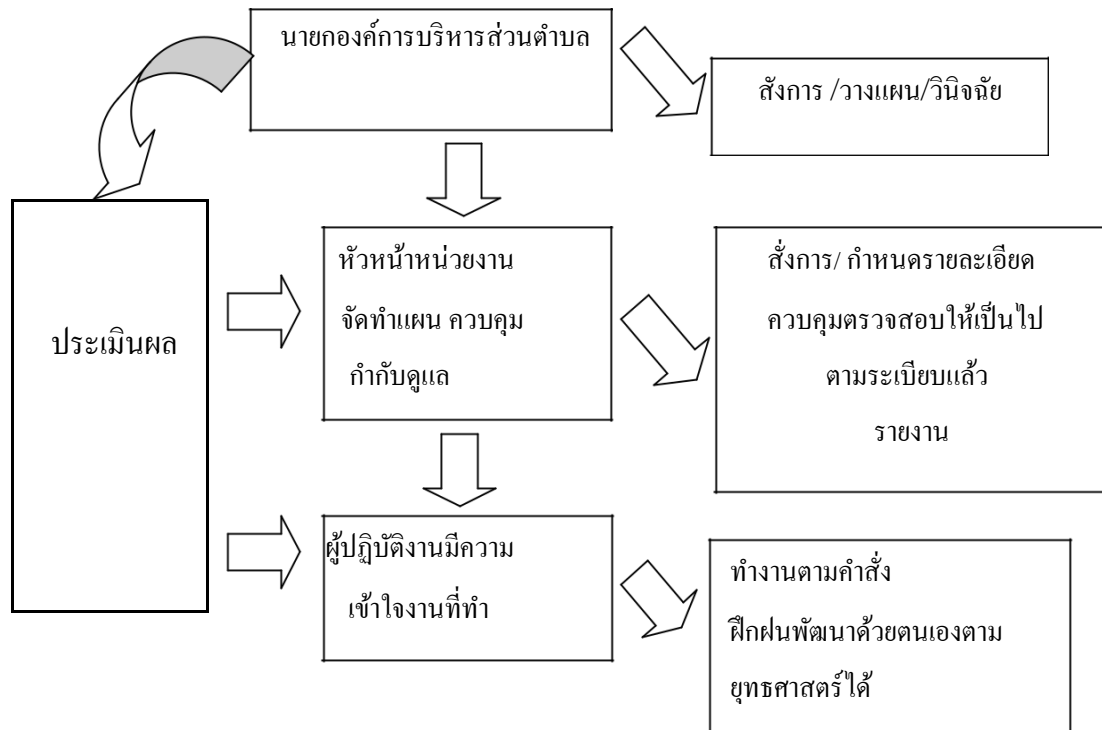 นายกองค์การบริหารส่วนตำบล
สังการ /วางแผน/วินิจฉัย
ประเมินผล
หัวหน้าหน่วยงาน
จัดทำแผน ควบคุม
กำกับดูแล
สั่งการ/ กำหนดรายละเอียด
ควบคุมตรวจสอบให้เป็นไป
ตามระเบียบแล้ว
รายงาน
ผู้ปฏิบัติงานมีความ
เข้าใจงานที่ทำ
ทำงานตามคำสั่ง
ฝึกฝนพัฒนาด้วยตนเองตาม
ยุทธศาสตร์ได้